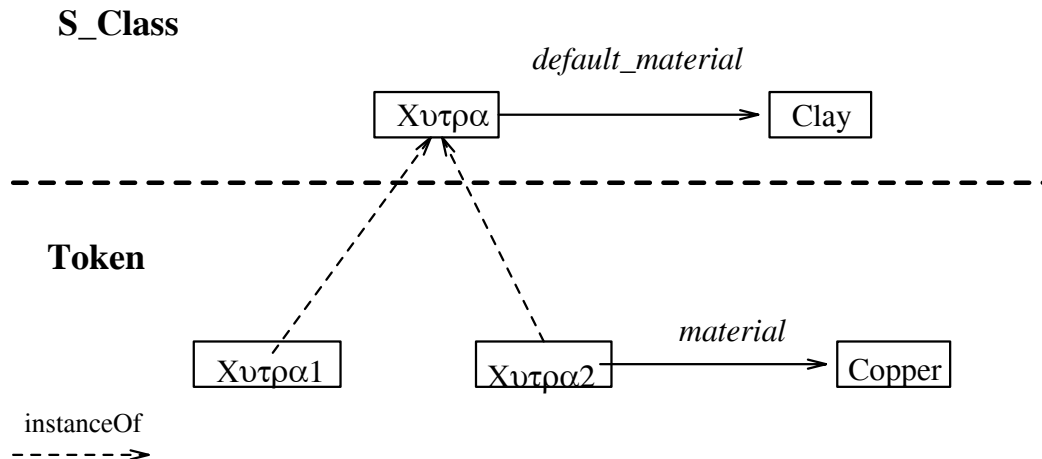 S_Class
default_material
Χυτρα
Clay
Token
material
Χυτρα1
Χυτρα2
Copper
instanceOf